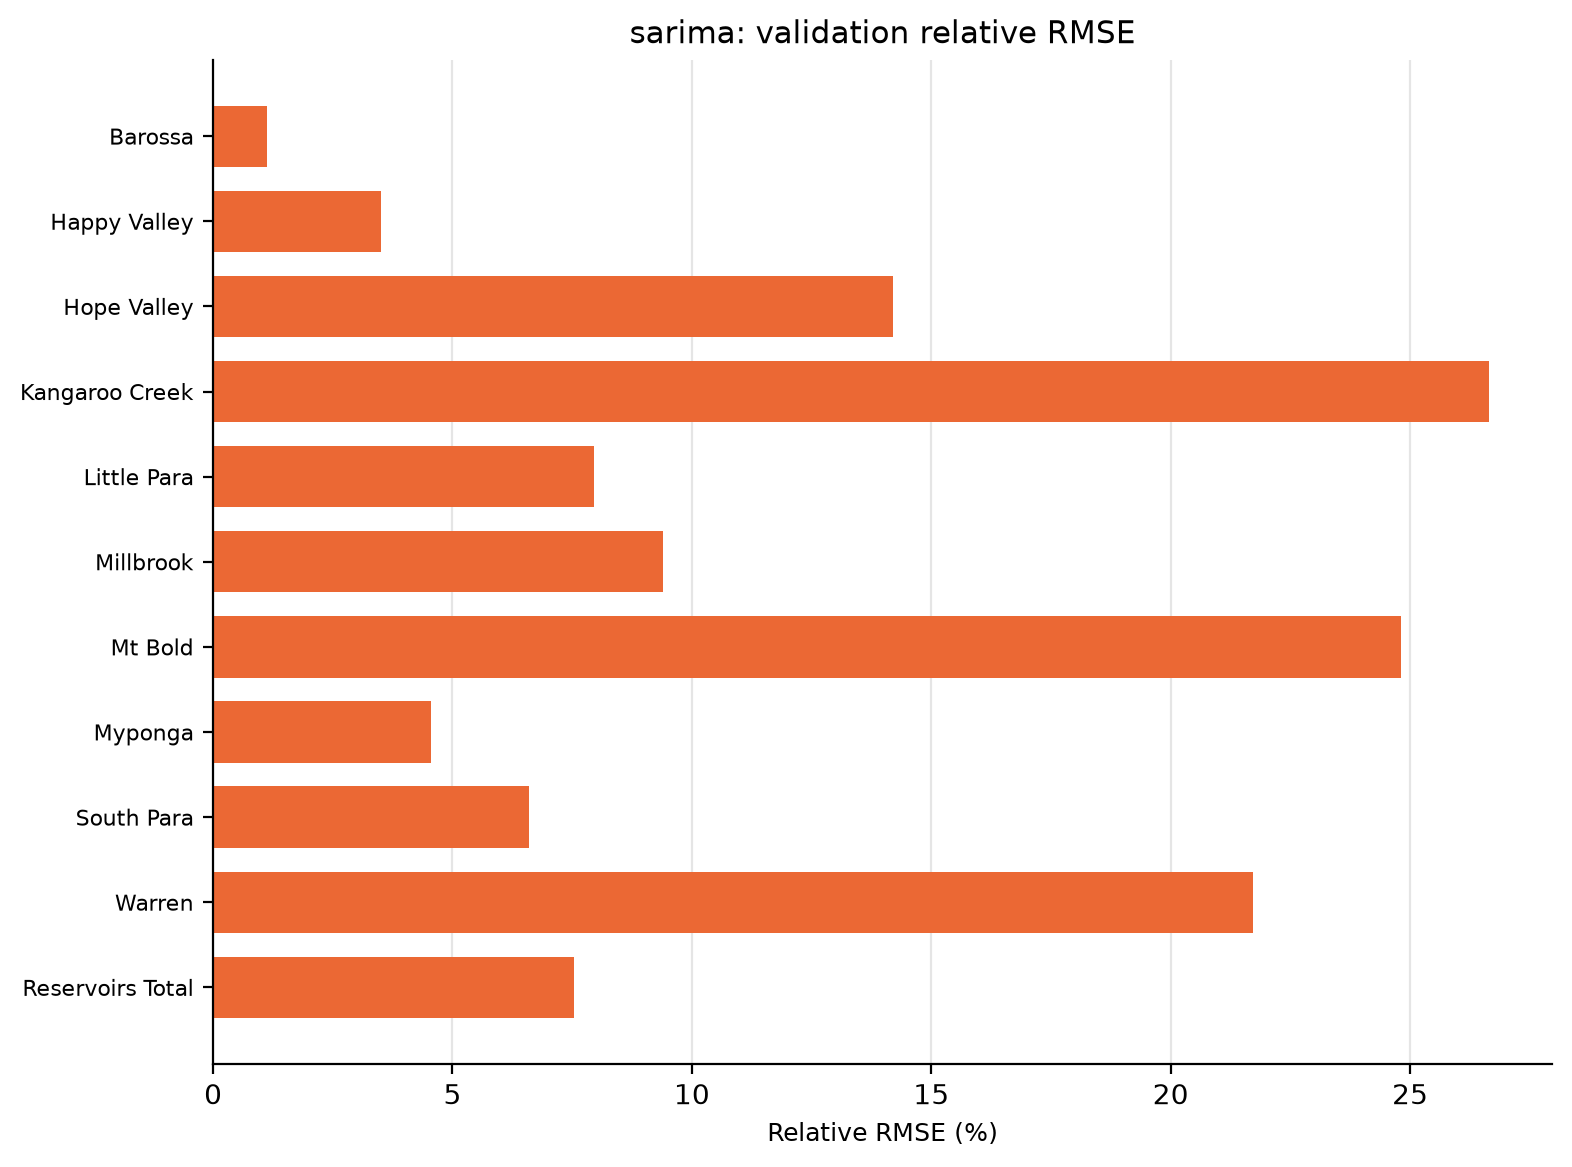 sarima: validation relative RMSE
Barossa
Happy Valley
Hope Valley
Kangaroo Creek
Little Para
Millbrook
Mt Bold
Myponga
South Para
Warren
Reservoirs Total
0 5 10 15 20 25
Relative RMSE (%)